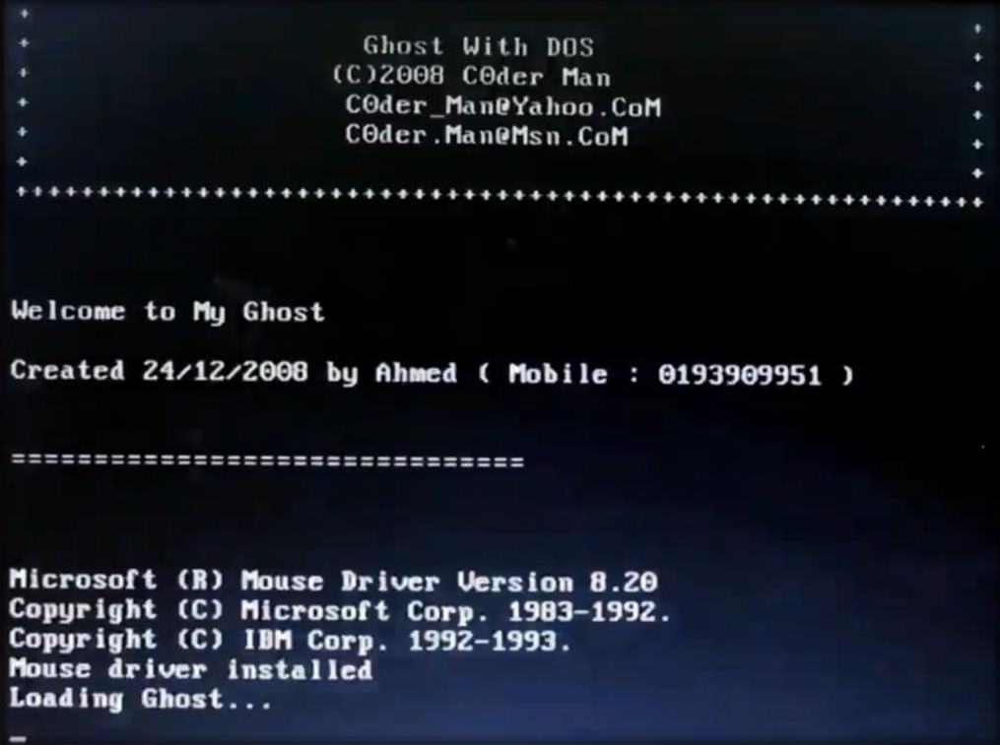 Ghost With DOS
(C)2008 C0der Man
C0der_Man@Yahoo.CoM
C0der.Man@Msn.CoM
++++++++++++++++++++++++++++++++++++++++++++++++++++++++++
Welcome to My Ghost
Created 24/12/2008 by Ahmed ( Mobile : 0193909951 )
===============================
Microsoft (R) Mouse Driver Version 8.20
Copyright (C) Microsoft Corp. 1983-1992.
Copyright (C) IBM Corp. 1992-1993.
Mouse driver installed
Loading Ghost...
_